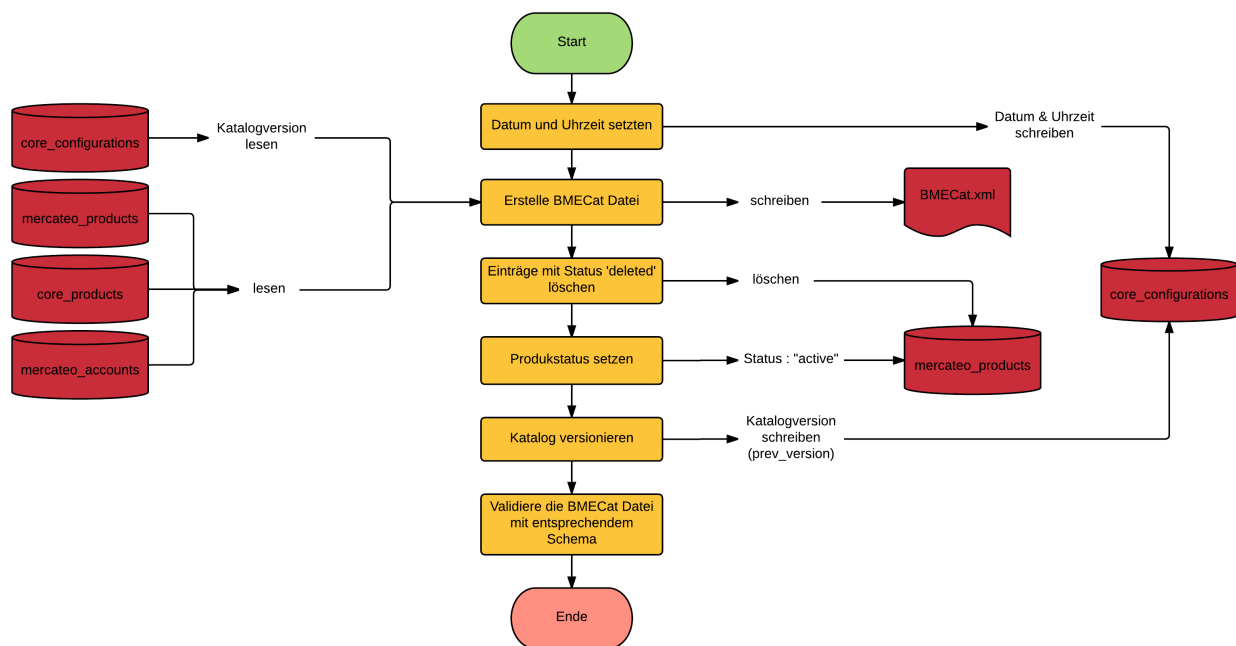 Start
Datum und Uhrzeit setzten
Datum & Uhrzeit
schreiben
core_configurations
Katalogversion
lesen
mercateo_products
core_products
mercateo_accounts
lesen
Erstelle BMECat Datei
schreiben
BMECat.xml
Einträge mit Status 'deleted'
löschen
löschen
core_configurations
Produkstatus setzen
Status : "active"
mercateo_products
Katalog versionieren
Katalogversion
schreiben
(prev_version)
Validiere die BMECat Datei
mit entsprechendem
Schema
Ende